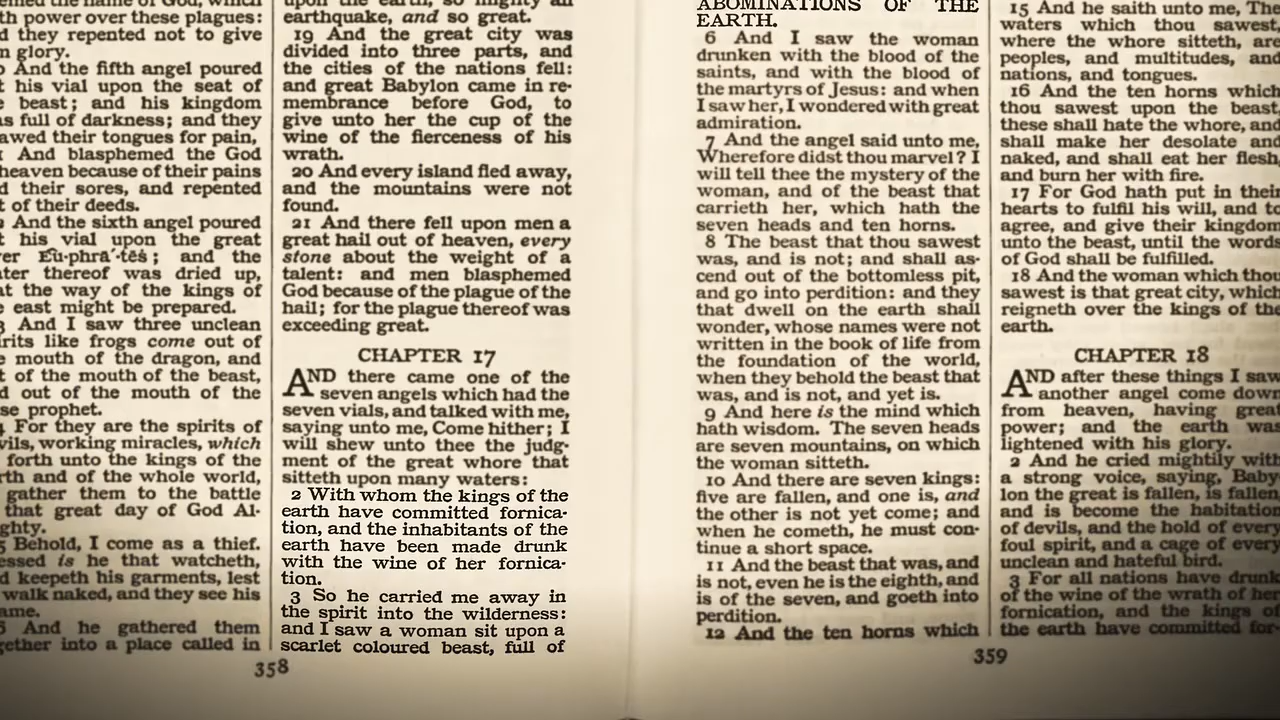 th power over these plagues:
they repented not to give
glory.
And the fifth angel poured
his vial upon the seat of
beast; and his kingdom
full of darkness; and they
their tongues for pain,
And blasphemed the God
heaven because of their pains
their sores, and repented
of their deeds.
And the sixth angel poured
his vial upon the great
Eu·phrā´·tēs; and the
thereof was dried up,
the way of the kings of
east might be prepared.
And I saw three unclean
like frogs come out of
mouth of the dragon, and
of the mouth of the beast,
out of the mouth of the
prophet.
For they are the spirits of
working miracles, which
forth unto the kings of the
and of the whole world,
gather them to the battle
that great day of God Al-
ghty.
Behold, I come as a thief.
is he that watcheth,
keepeth his garments, lest
walk naked, and they see his
And he gathered them
into a place called in
358
earthquake, and so great.
19 And the great city was
divided into three parts, and
the cities of the nations fell:
and great Babylon came in re-
membrance before God, to
give unto her the cup of the
wine of the fierceness of his
wrath.
20 And every island fled away,
and the mountains were not
found.
21 And there fell upon men a
great hail out of heaven, every
stone about the weight of a
talent: and men blasphemed
God because of the plague of the
hail; for the plague thereof was
exceeding great.
CHAPTER 17
AND there came one of the
seven angels which had the
seven vials, and talked with me,
saying unto me, Come hither; I
will shew unto thee the judg-
ment of the great whore that
sitteth upon many waters:
2 With whom the kings of the
earth have committed fornica-
tion, and the inhabitants of the
earth have been made drunk
with the wine of her fornica-
tion.
3 So he carried me away in
the spirit into the wilderness:
and I saw a woman sit upon a
scarlet coloured beast, full of
ABOMINATIONS OF THE
EARTH.
6 And I saw the woman
drunken with the blood of the
saints, and with the blood of
the martyrs of Jesus: and when
I saw her, I wondered with great
admiration.
7 And the angel said unto me,
Wherefore didst thou marvel? I
will tell thee the mystery of the
woman, and of the beast that
carrieth her, which hath the
seven heads and ten horns.
8 The beast that thou sawest
was, and is not; and shall as-
cend out of the bottomless pit,
and go into perdition: and they
that dwell on the earth shall
wonder, whose names were not
written in the book of life from
the foundation of the world,
when they behold the beast that
was, and is not, and yet is.
9 And here is the mind which
hath wisdom. The seven heads
are seven mountains, on which
the woman sitteth.
10 And there are seven kings:
five are fallen, and one is, and
the other is not yet come; and
when he cometh, he must con-
tinue a short space.
11 And the beast that was, and
is not, even he is the eighth, and
is of the seven, and goeth into
perdition.
12 And the ten horns which
359
15 And he saith unto me, The
waters which thou sawest,
where the whore sitteth, are
peoples, and multitudes, and
nations, and tongues.
16 And the ten horns which
thou sawest upon the beast,
these shall hate the whore, and
shall make her desolate and
naked, and shall eat her flesh,
and burn her with fire.
17 For God hath put in their
hearts to fulfil his will, and to
agree, and give their kingdom
unto the beast, until the words
of God shall be fulfilled.
18 And the woman which thou
sawest is that great city, which
reigneth over the kings of the
earth.
CHAPTER 18
AND after these things I saw
another angel come down
from heaven, having great
power; and the earth was
lightened with his glory.
2 And he cried mightily with
a strong voice, saying, Baby-
lon the great is fallen, is fallen,
and is become the habitation
of devils, and the hold of every
foul spirit, and a cage of every
unclean and hateful bird.
3 For all nations have drunk
of the wine of the wrath of her
fornication, and the kings of
the earth have committed for-